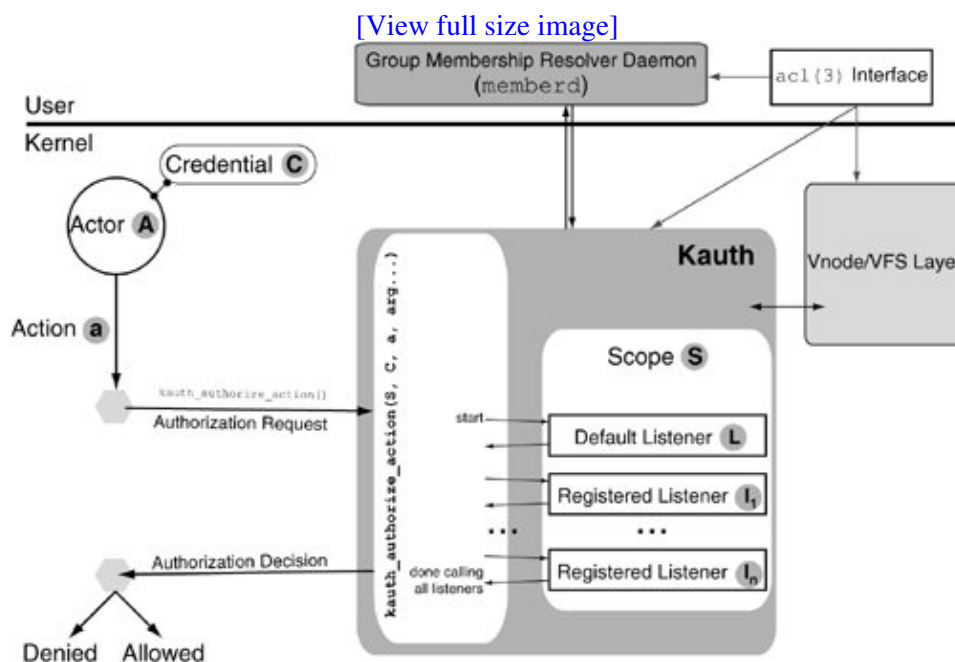 [View full size image]
Group Membership Resolver Daemon
(memberd)
acl(3) Interface
User
Kernel
Credential C
Actor A
Kauth
Vnode/VFS Laye
Action a
kauth_authorize_action(S, C, a, arg...)
Scope S
kauth_authorize_action()
Authorization Request
start
Default Listener L
Registered Listener l1
... ...
Registered Listener ln
Authorization Decision
done calling
all listeners
Denied Allowed